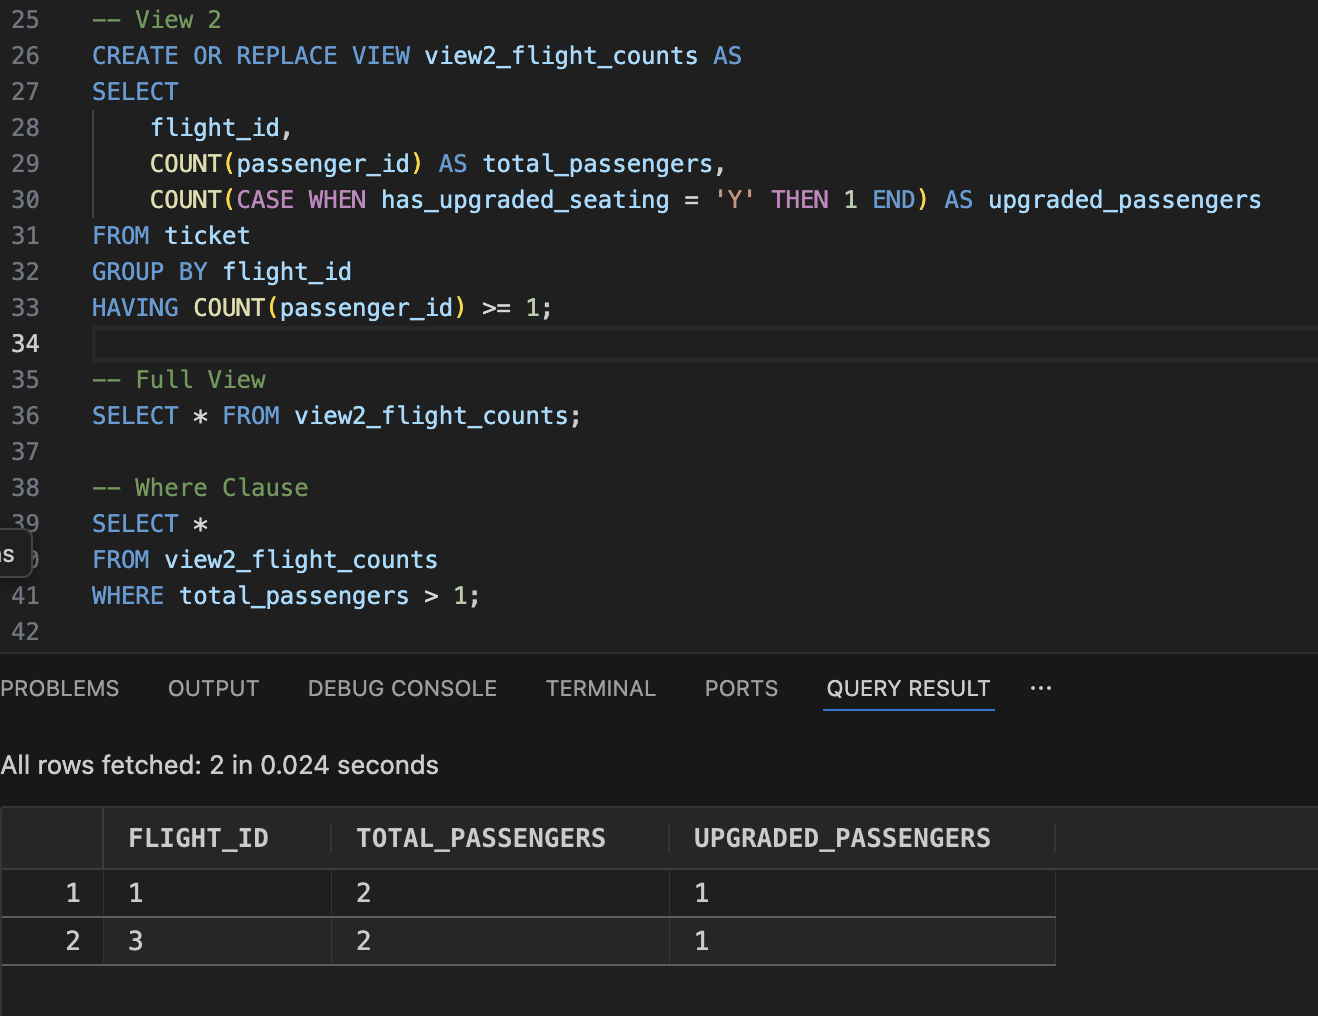 25 -- View 2
26 CREATE OR REPLACE VIEW view2_flight_counts AS
27 SELECT
28 flight_id,
29 COUNT(passenger_id) AS total_passengers,
30 COUNT(CASE WHEN has_upgraded_seating = 'Y' THEN 1 END) AS upgraded_passengers
31 FROM ticket
32 GROUP BY flight_id
33 HAVING COUNT(passenger_id) >= 1;
34
35 -- Full View
36 SELECT * FROM view2_flight_counts;
37
38 -- Where Clause
39 SELECT *
FROM view2_flight_counts
41 WHERE total_passengers > 1;
42
PROBLEMS OUTPUT DEBUG CONSOLE TERMINAL PORTS QUERY RESULT ···
All rows fetched: 2 in 0.024 seconds
FLIGHT_ID TOTAL_PASSENGERS UPGRADED_PASSENGERS
1 1 2 1
2 3 2 1